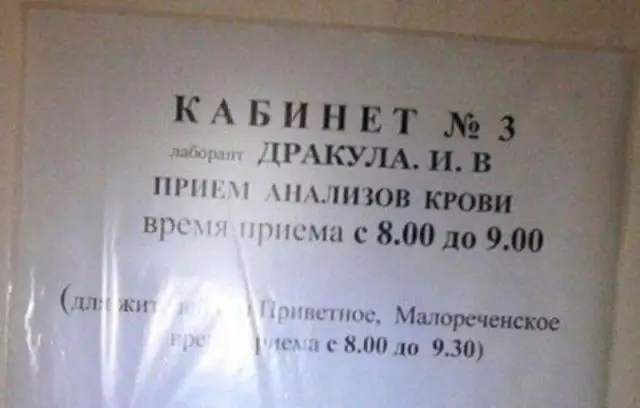 КАБИНЕТ № 3
лаборант ДРАКУЛА. И. В
ПРИЕМ АНАЛИЗОВ КРОВИ
время приема с 8.00 до 9.00
(для Приветное, Малореченское
приема с 8.00 до 9.30)